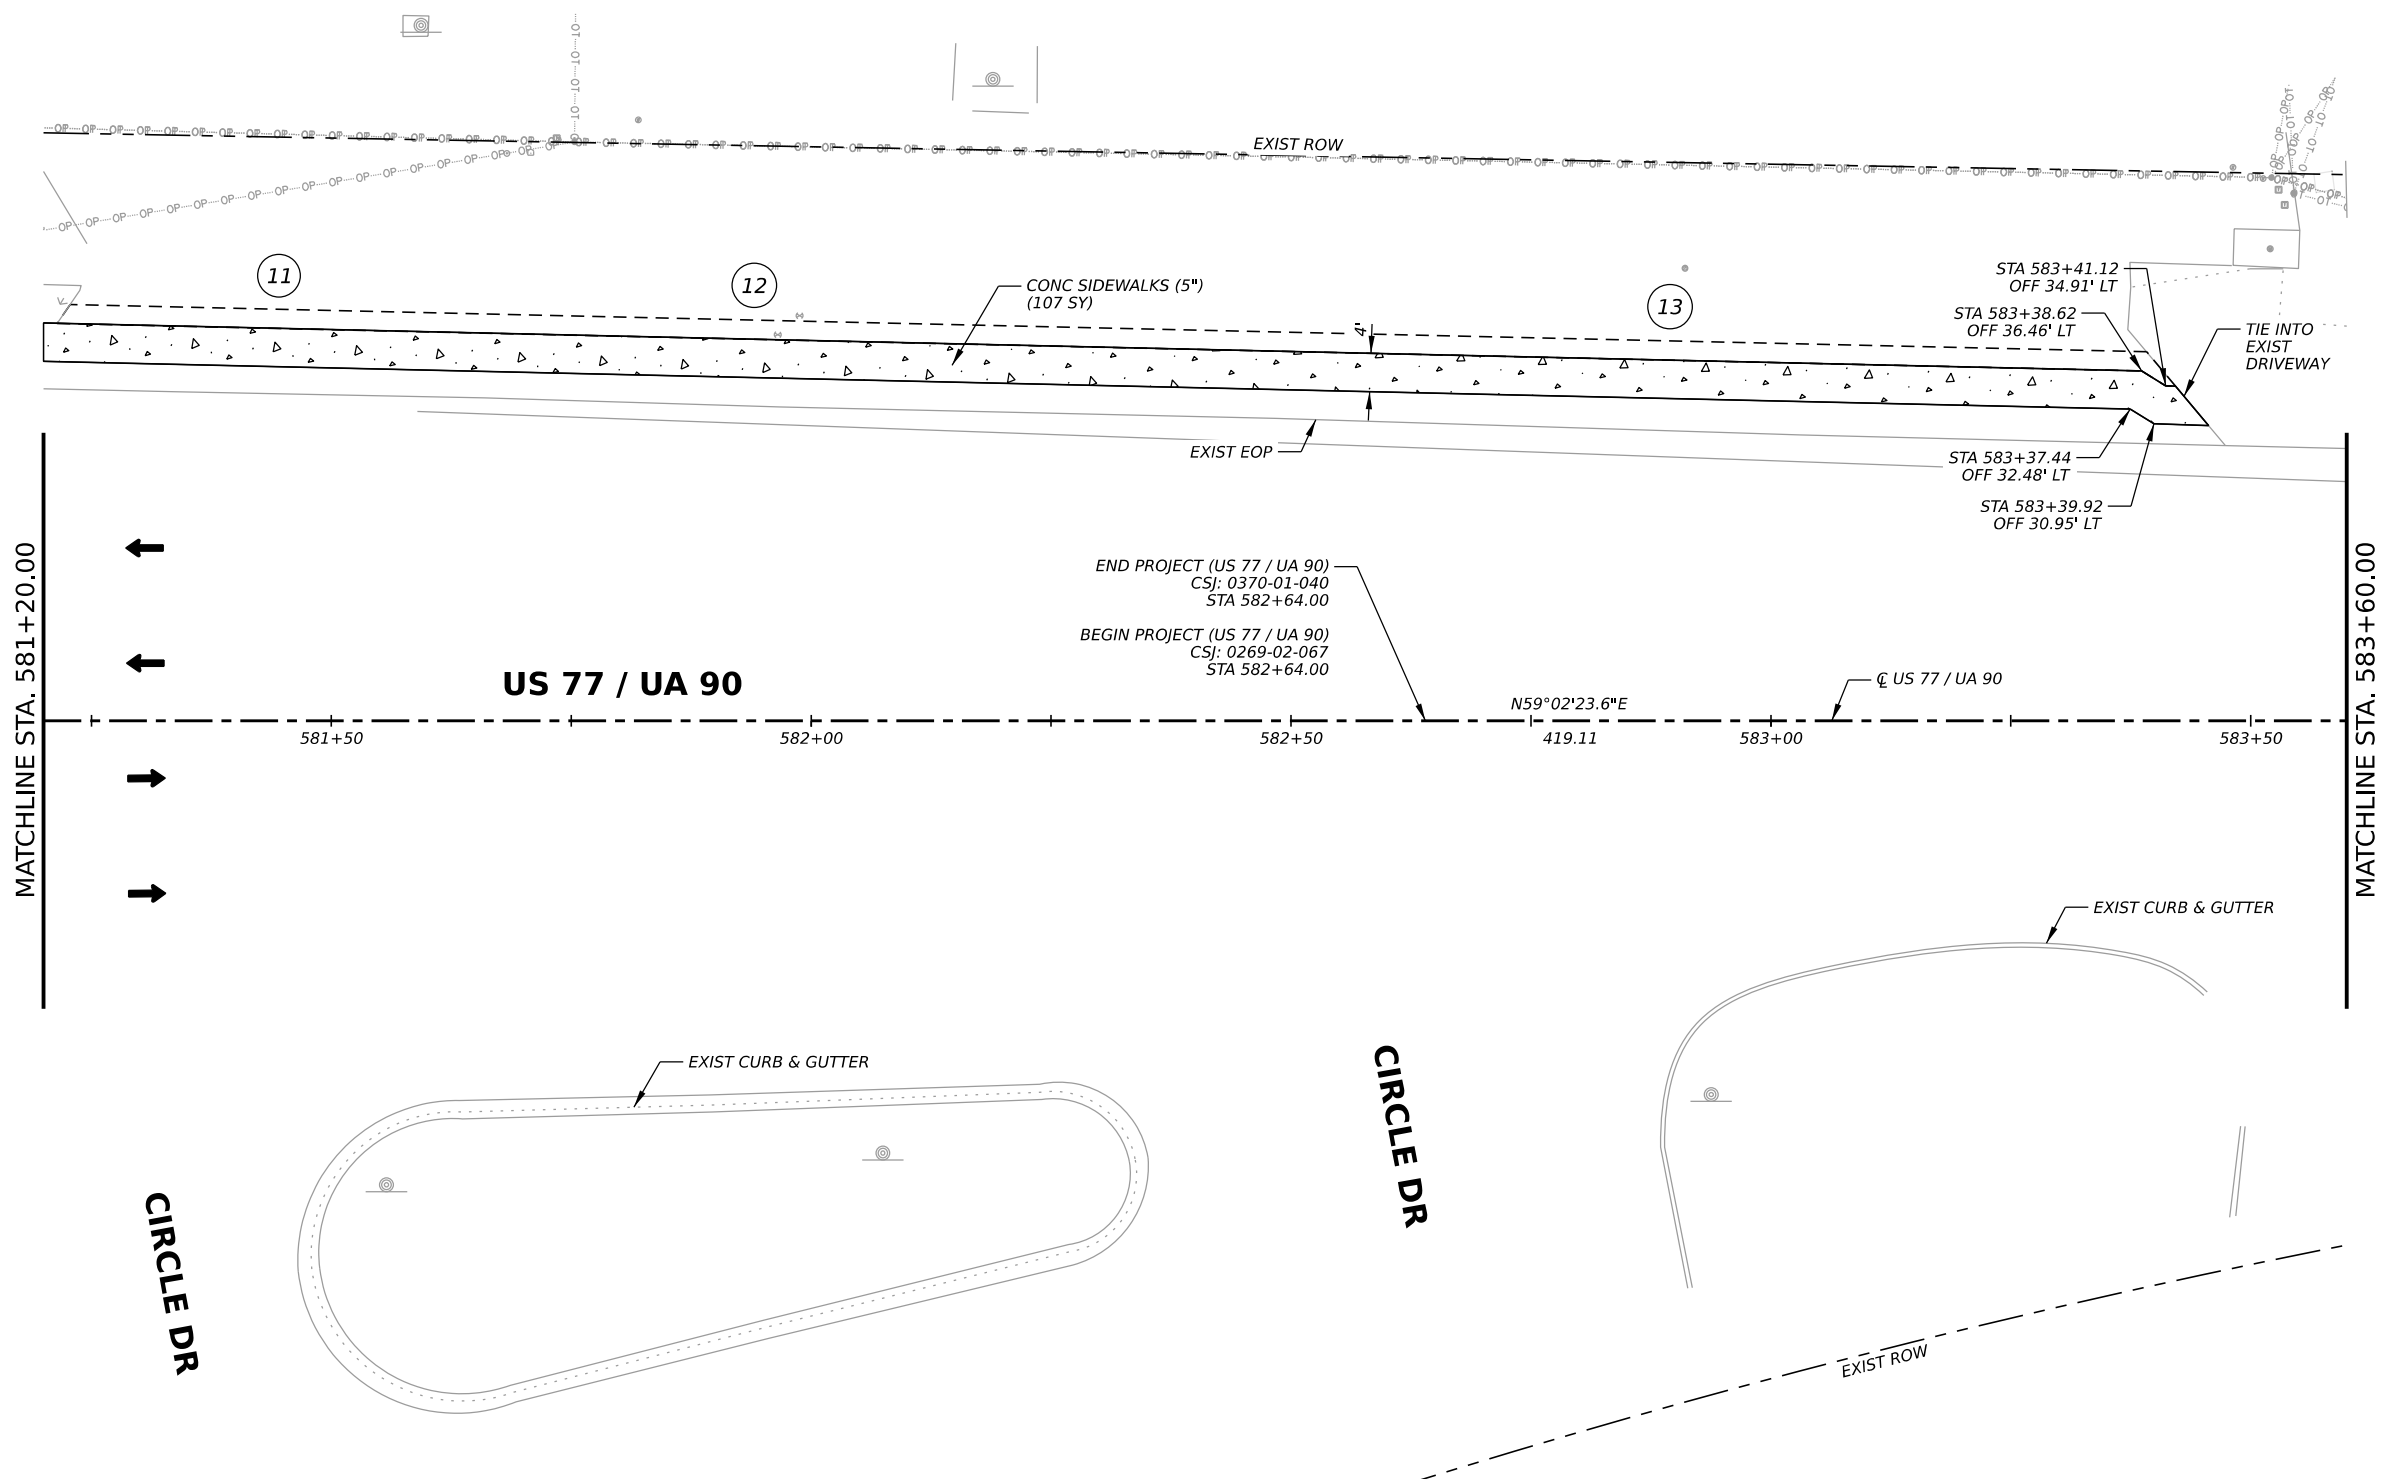 EXIST ROW
11
12
13
CONC SIDEWALKS (5")
(107 SY)
4'
STA 583+41.12
OFF 34.91' LT
STA 583+38.62
OFF 36.46' LT
TIE INTO
EXIST
DRIVEWAY
EXIST EOP
STA 583+37.44
OFF 32.48' LT
STA 583+39.92
OFF 30.95' LT
MATCHLINE STA. 581+20.00
MATCHLINE STA. 583+60.00
END PROJECT (US 77 / UA 90)
CSJ: 0370-01-040
STA 582+64.00
BEGIN PROJECT (US 77 / UA 90)
CSJ: 0269-02-067
STA 582+64.00
US 77 / UA 90
N59°02'23.6"E
℄ US 77 / UA 90
581+50
582+00
582+50
419.11
583+00
583+50
EXIST CURB & GUTTER
EXIST CURB & GUTTER
CIRCLE DR
CIRCLE DR
EXIST ROW